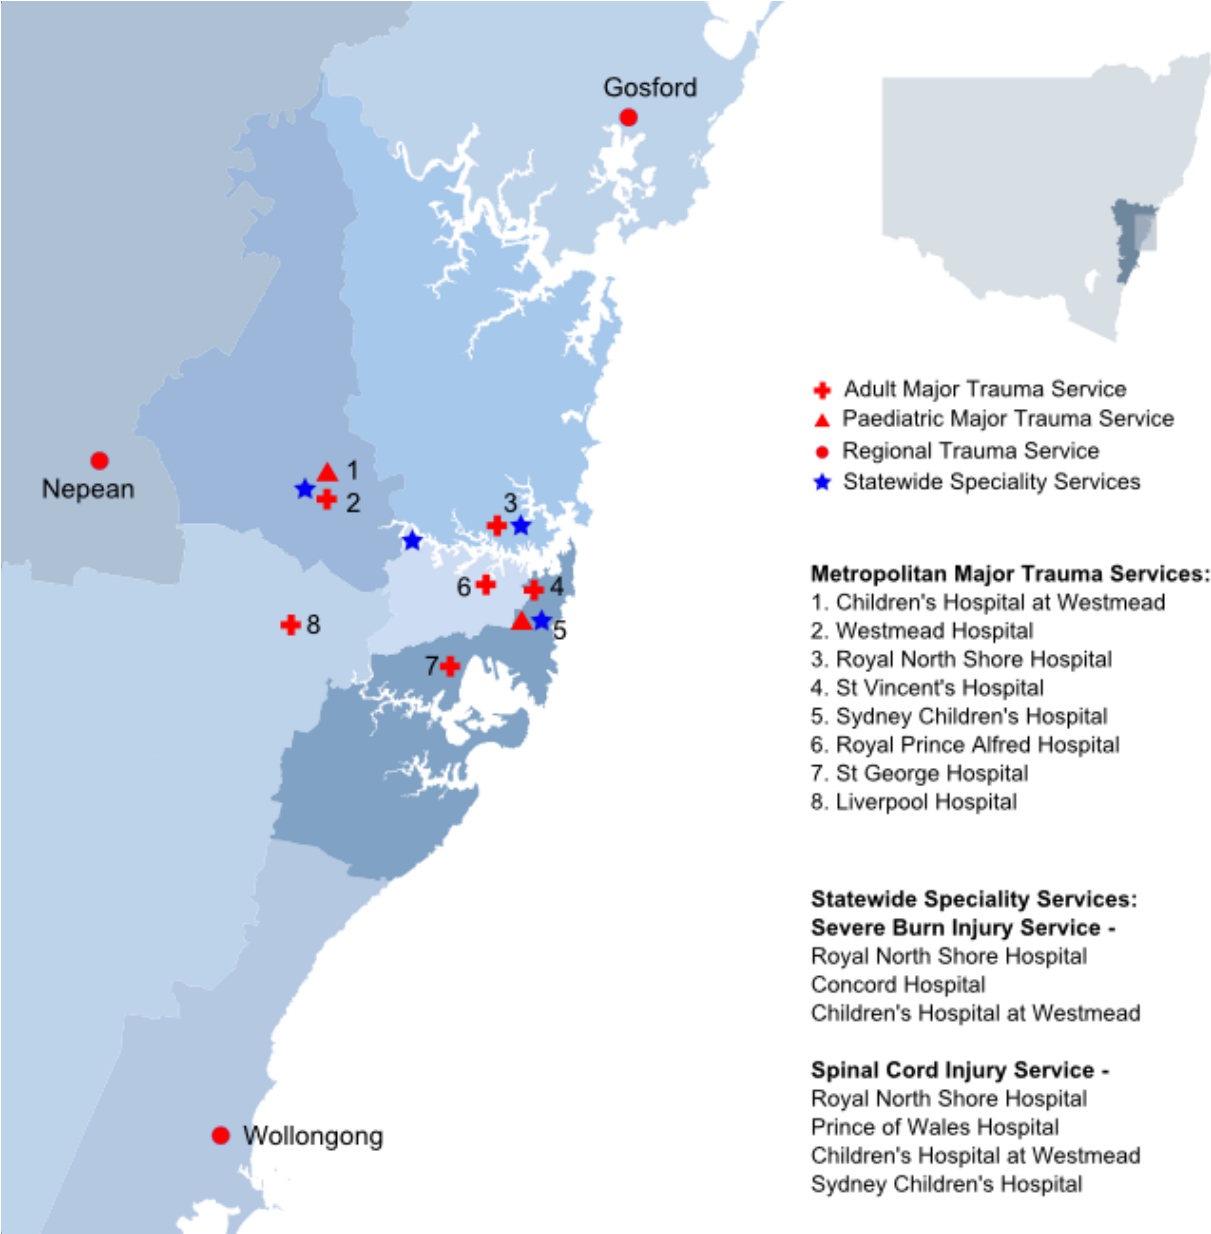 Gosford
Nepean
1
2
3
4
5
6
7
8
Wollongong
Adult Major Trauma Service
Paediatric Major Trauma Service
Regional Trauma Service
Statewide Speciality Services
Metropolitan Major Trauma Services:
1. Children's Hospital at Westmead
2. Westmead Hospital
3. Royal North Shore Hospital
4. St Vincent's Hospital
5. Sydney Children's Hospital
6. Royal Prince Alfred Hospital
7. St George Hospital
8. Liverpool Hospital
Statewide Speciality Services:
Severe Burn Injury Service -
Royal North Shore Hospital
Concord Hospital
Children's Hospital at Westmead
Spinal Cord Injury Service -
Royal North Shore Hospital
Prince of Wales Hospital
Children's Hospital at Westmead
Sydney Children's Hospital